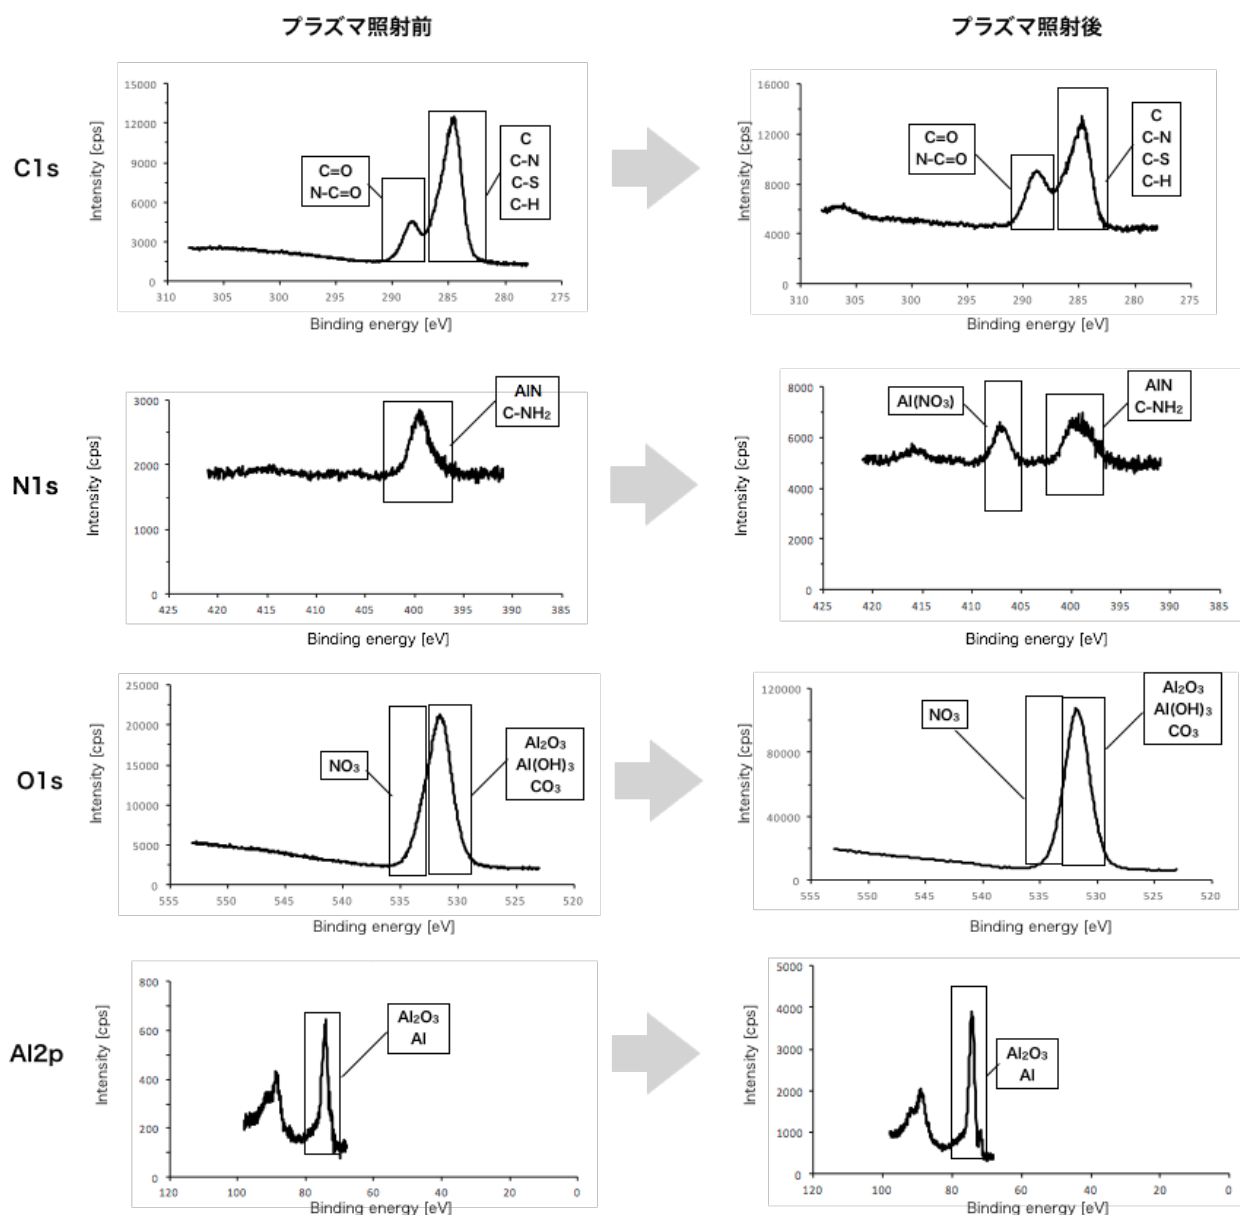 プラズマ照射前
プラズマ照射後
C1s
Intensity [cps]
15000
12000
9000
6000
3000
0
310
305
300
295
290
285
280
275
Binding energy [eV]
C=O
N-C=O
C
C-N
C-S
C-H
Intensity [cps]
16000
12000
8000
4000
0
310
305
300
295
290
285
280
275
Binding energy [eV]
C=O
N-C=O
C
C-N
C-S
C-H
N1s
Intensity [cps]
3000
2000
1000
0
425
420
415
410
405
400
395
390
385
Binding energy [eV]
AlN
C-NH₂
Intensity [cps]
8000
6000
4000
2000
0
425
420
415
410
405
400
395
390
385
Binding energy [eV]
Al(NO₃)
AlN
C-NH₂
O1s
Intensity [cps]
25000
20000
15000
10000
5000
0
555
550
545
540
535
530
525
520
Binding energy [eV]
NO₃
Al₂O₃
Al(OH)₃
CO₃
Intensity [cps]
120000
80000
40000
0
555
550
545
540
535
530
525
520
Binding energy [eV]
NO₃
Al₂O₃
Al(OH)₃
CO₃
Al2p
Intensity [cps]
800
600
400
200
0
120
100
80
60
40
20
0
Binding energy [eV]
Al₂O₃
Al
Intensity [cps]
5000
4000
3000
2000
1000
0
120
100
80
60
40
20
0
Binding energy [eV]
Al₂O₃
Al